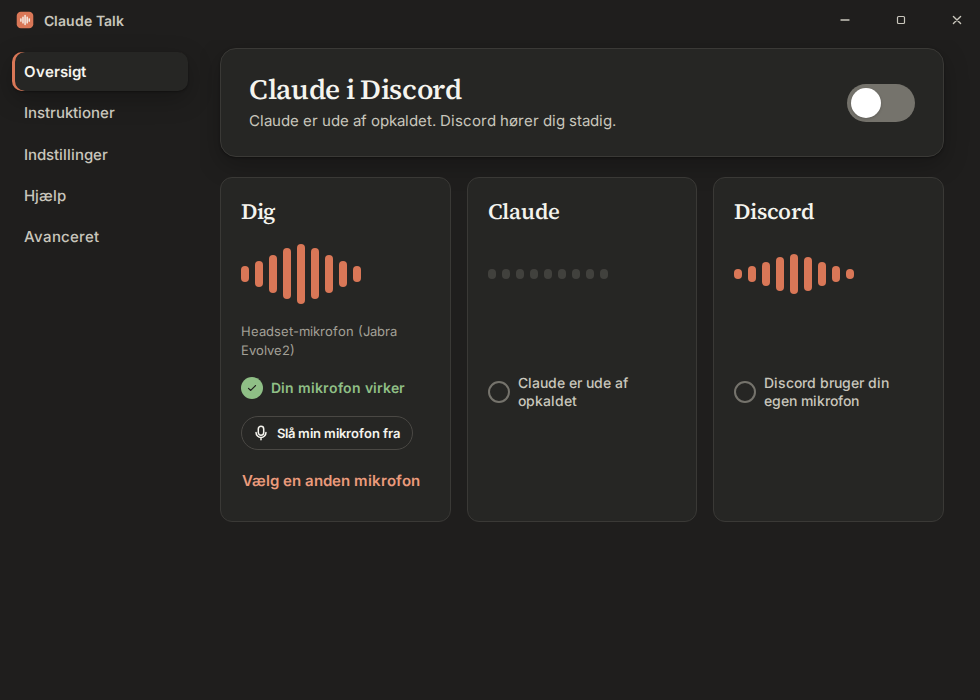 Claude Talk
Oversigt
Instruktioner
Indstillinger
Hjælp
Avanceret
Claude i Discord
Claude er ude af opkaldet. Discord hører dig stadig.
Dig
Headset-mikrofon (Jabra
Evolve2)
Din mikrofon virker
Slå min mikrofon fra
Vælg en anden mikrofon
Claude
Claude er ude af
opkaldet
Discord
Discord bruger din
egen mikrofon